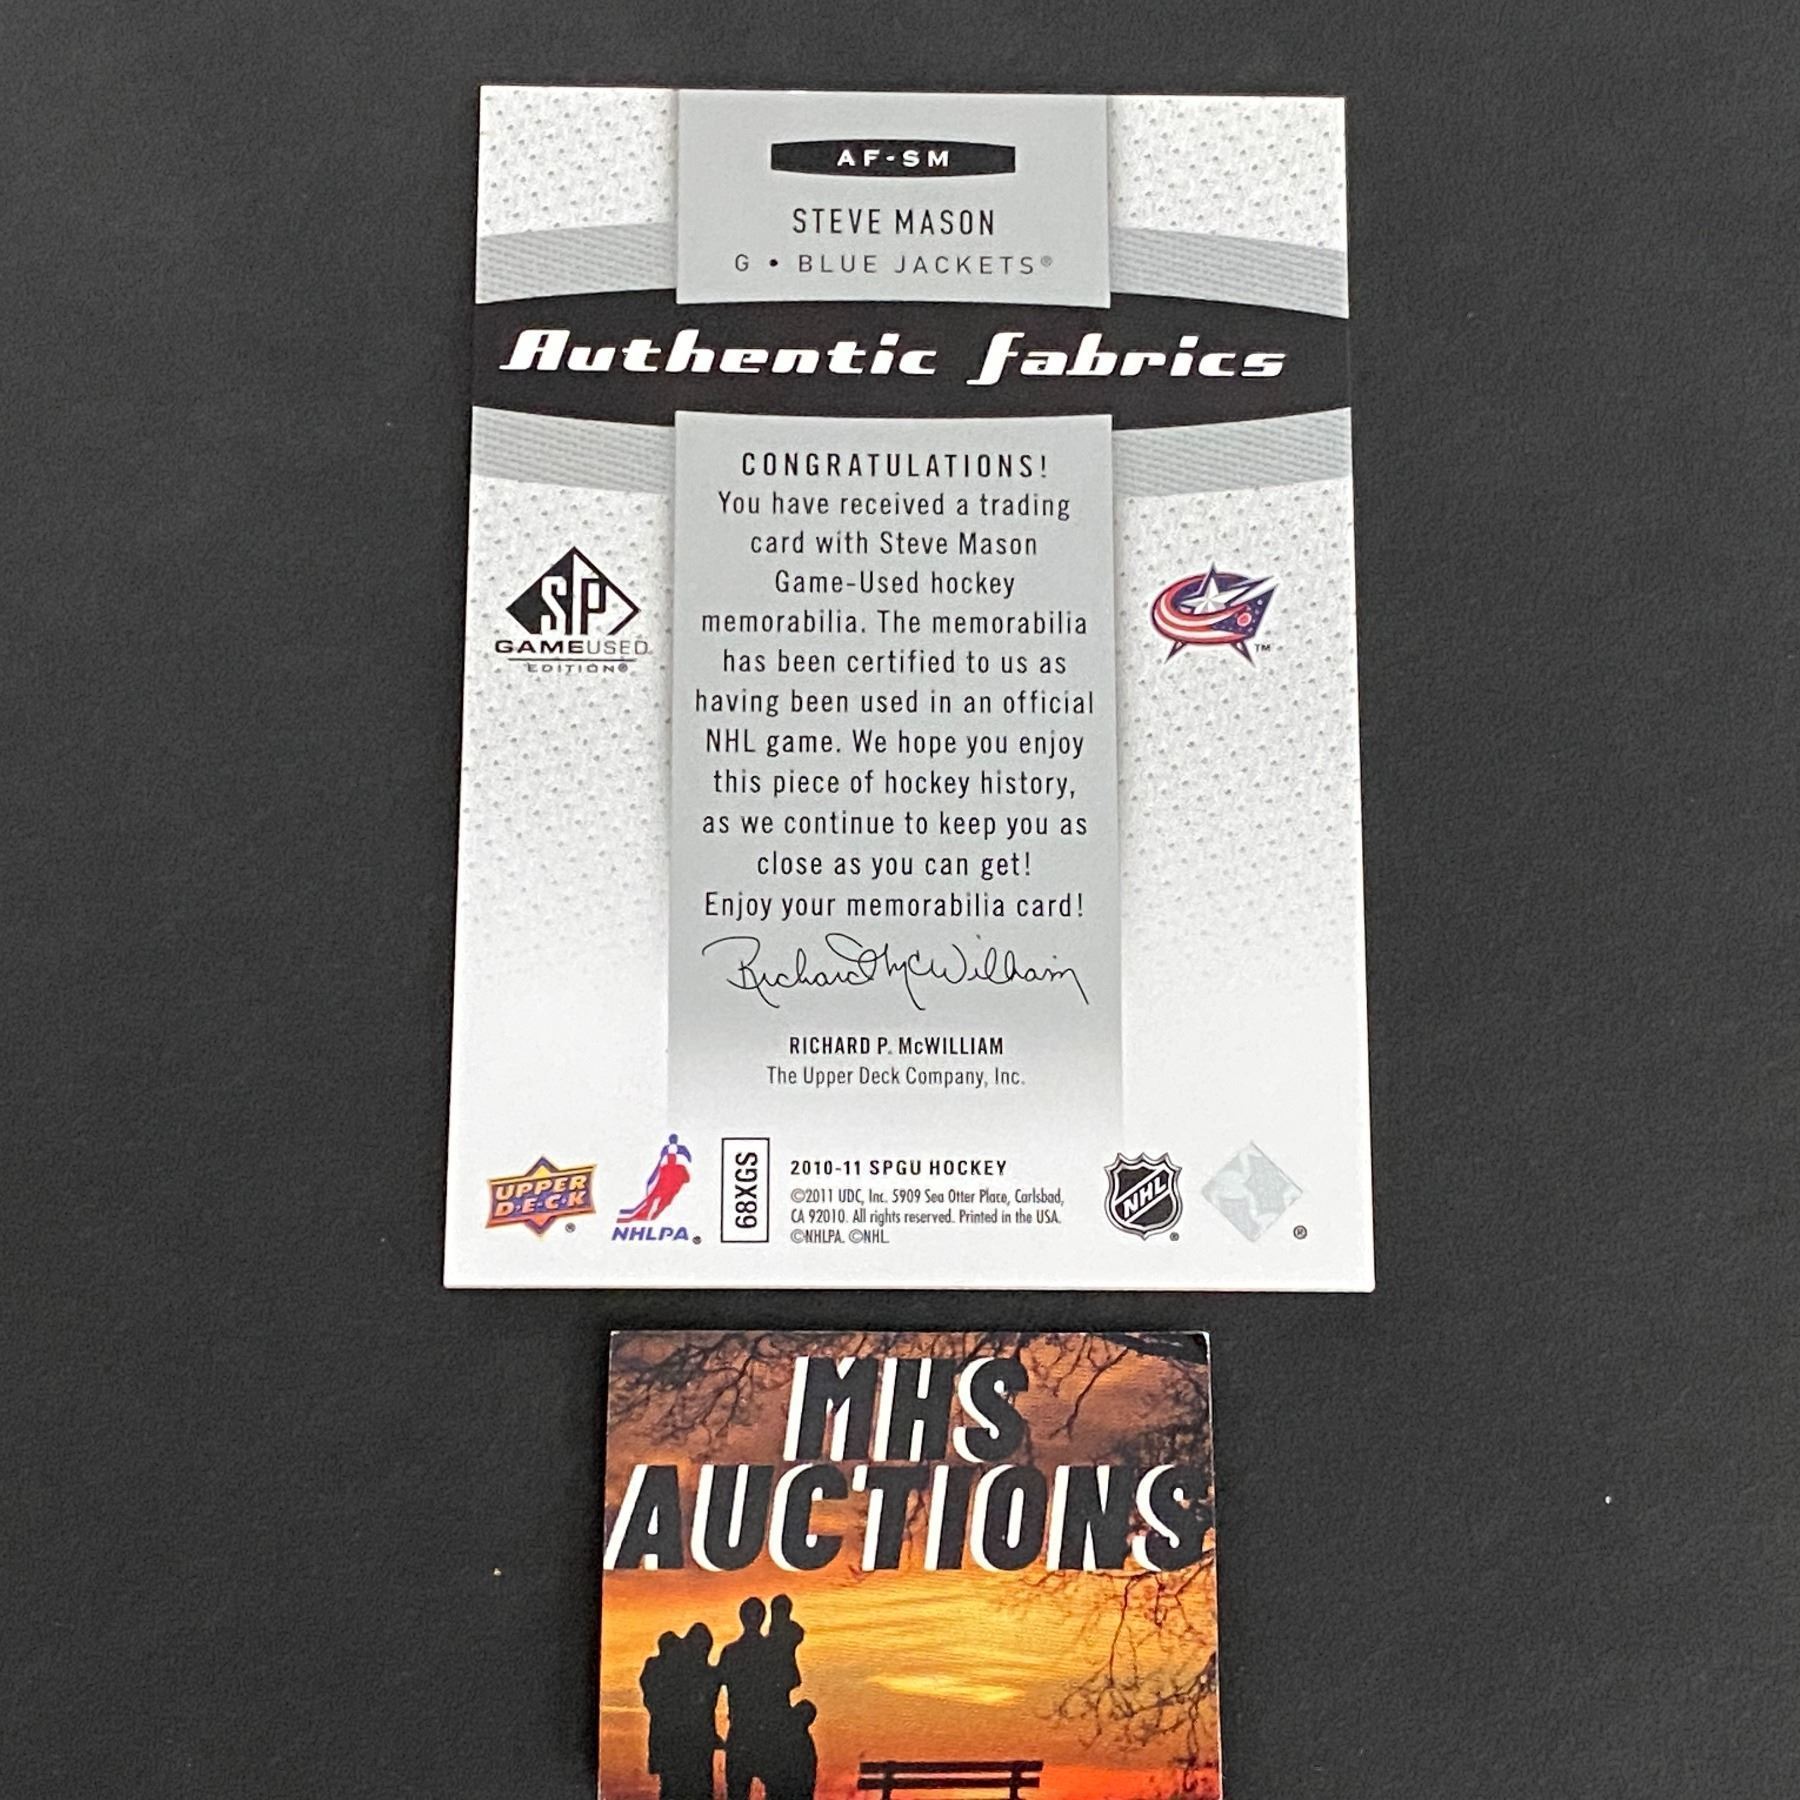 AF-SM
STEVE MASON
G • BLUE JACKETS®
Authentic Fabrics
CONGRATULATIONS!
You have received a trading
card with Steve Mason
Game-Used hockey
memorabilia. The memorabilia
has been certified to us as
having been used in an official
NHL game. We hope you enjoy
this piece of hockey history,
as we continue to keep you as
close as you can get!
Enjoy your memorabilia card!
SP
GAMEUSED
EDITION®
TM
Richard McWilliam
RICHARD P. McWILLIAM
The Upper Deck Company, Inc.
UPPER
DECK®
NHLPA®
68XGS
2010-11 SPGU HOCKEY
©2011 UDC, Inc. 5909 Sea Otter Place, Carlsbad,
CA 92010. All rights reserved. Printed in the USA.
©NHLPA. ©NHL
NHL®
®
MHS
AUCTIONS